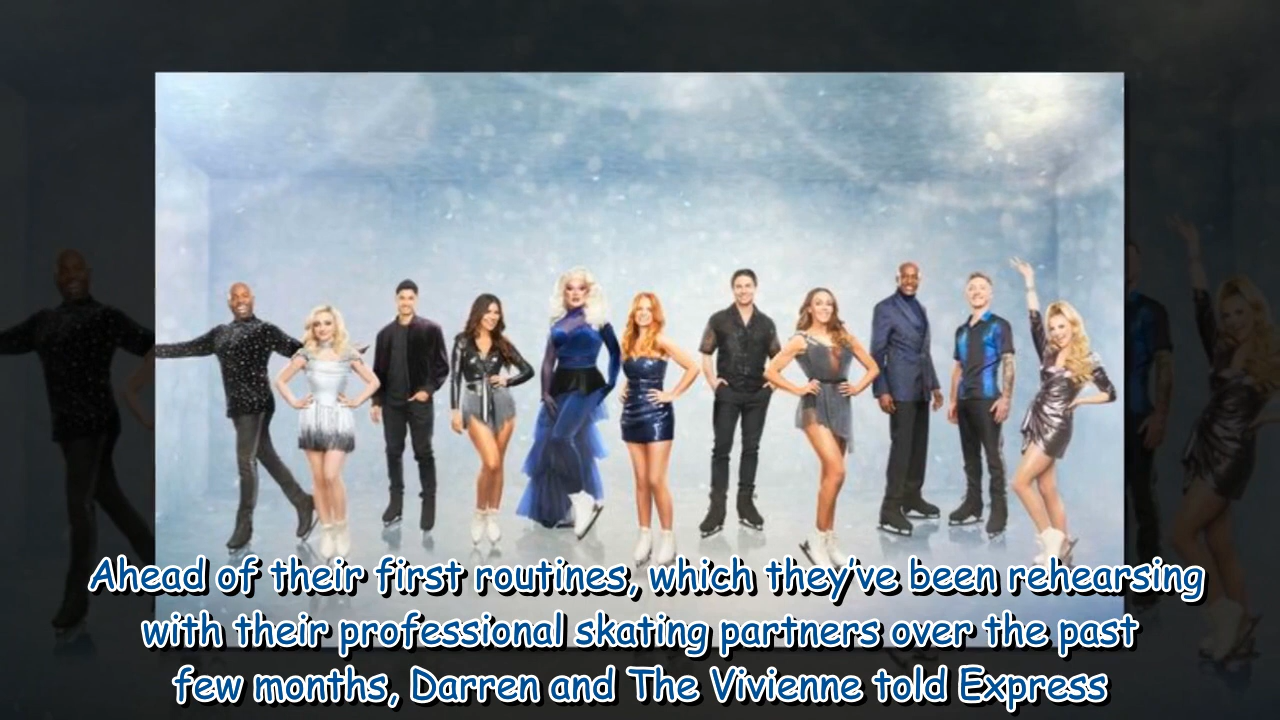 Ahead of their first routines, which they've been rehearsing
with their professional skating partners over the past
few months, Darren and The Vivienne told Express